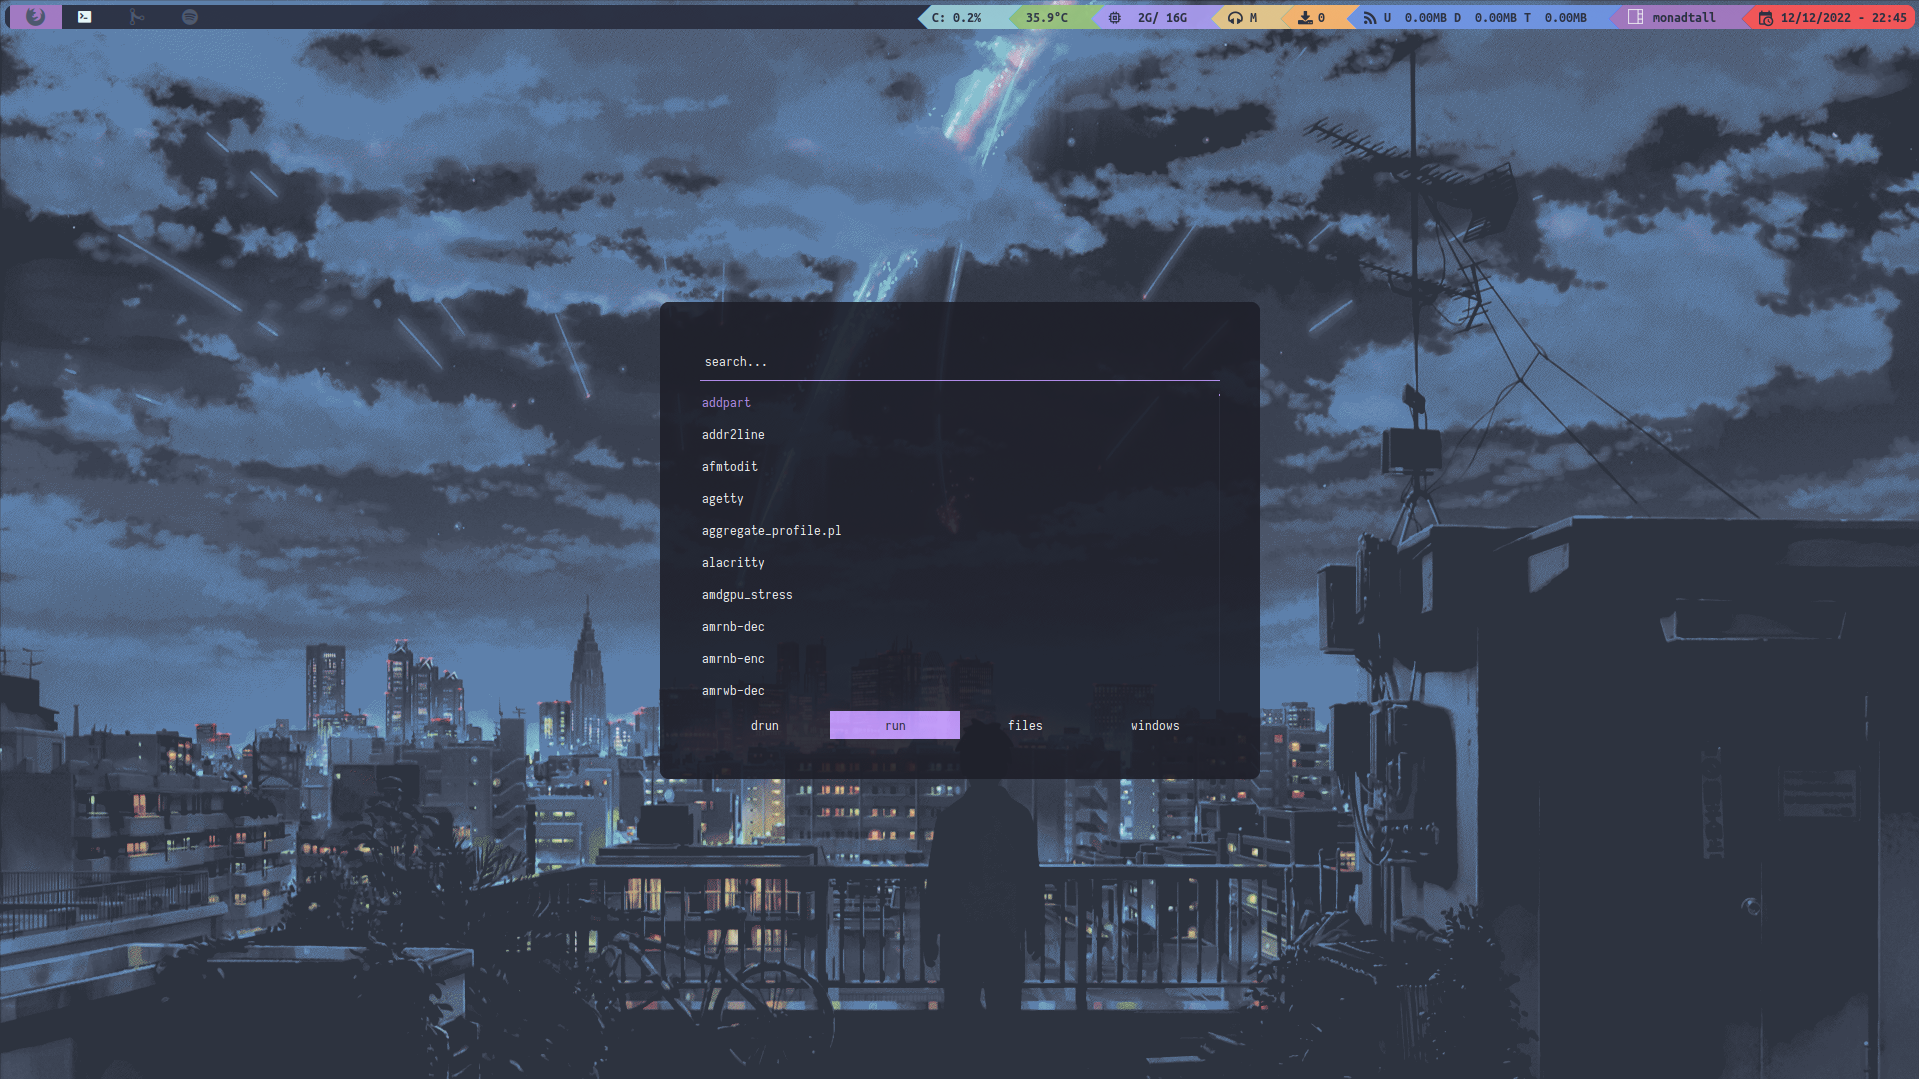 C: 0.2% 35.9°C 2G/ 16G M 0 U 0.00MB D 0.00MB T 0.00MB monadtall 12/12/2022 - 22:45
search...
addpart
addr2line
afmtodit
agetty
aggregate_profile.pl
alacritty
amdgpu_stress
amrnb-dec
amrnb-enc
amrwb-dec
drun run files windows